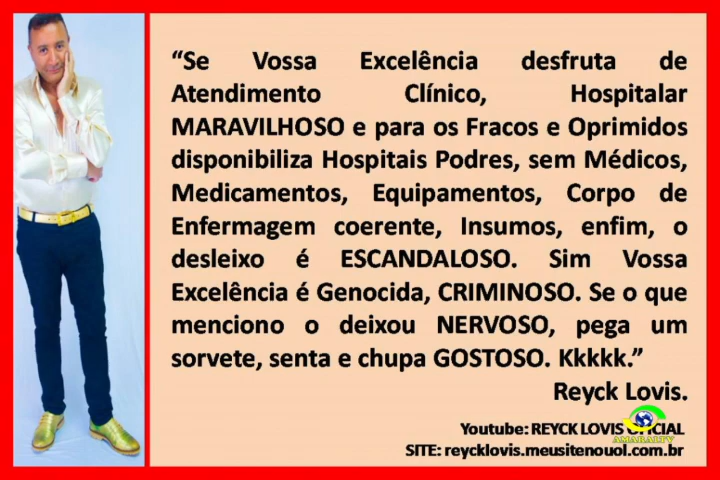 “Se Vossa Excelência desfruta de
Atendimento Clínico, Hospitalar
MARAVILHOSO e para os Fracos e Oprimidos
disponibiliza Hospitais Podres, sem Médicos,
Medicamentos, Equipamentos, Corpo de
Enfermagem coerente, Insumos, enfim, o
desleixo é ESCANDALOSO. Sim Vossa
Excelência é Genocida, CRIMINOSO. Se o que
menciono o deixou NERVOSO, pega um
sorvete, senta e chupa GOSTOSO. Kkkkk.”
Reyck Lovis.
Youtube: REYCK LOVIS OFICIAL
AMARALTV
SITE: reycklovis.meusitenouol.com.br